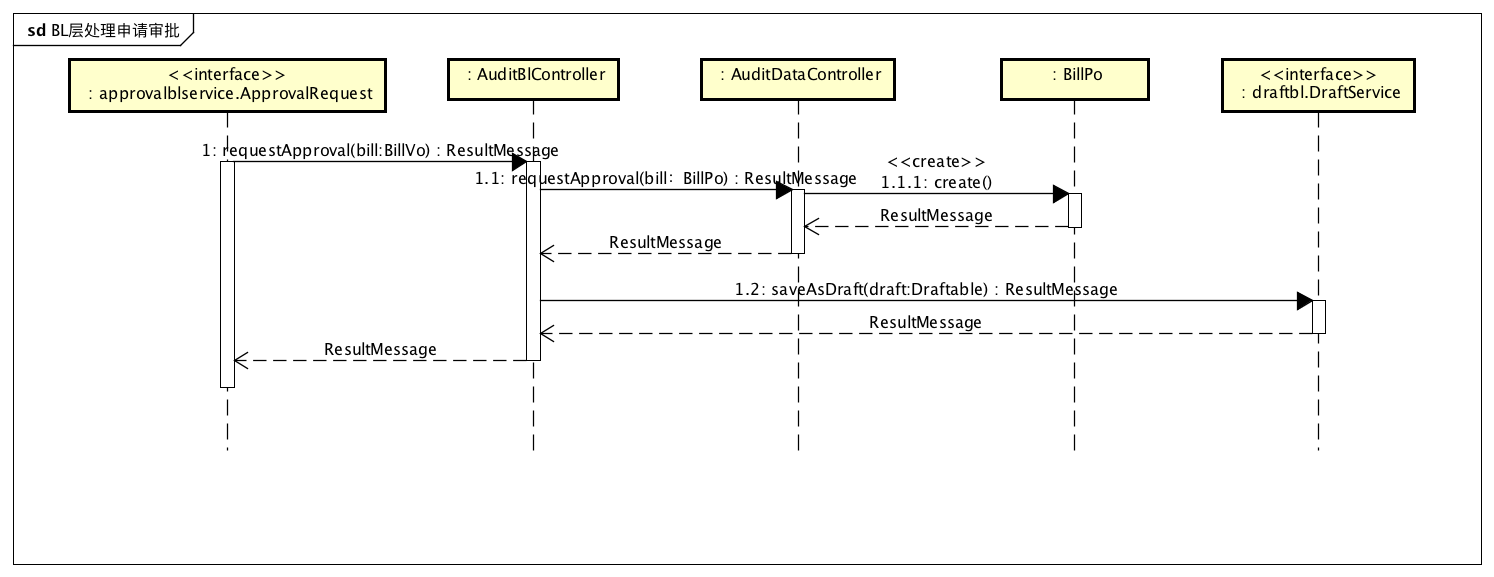 sd BL层处理申请审批
<<interface>>
: approvalblservice.ApprovalRequest
: AuditBlController
: AuditDataController
: BillPo
<<interface>>
: draftbl.DraftService
1: requestApproval(bill:BillVo) : ResultMessage
1.1: requestApproval(bill：BillPo) : ResultMessage
<<create>>
1.1.1: create()
ResultMessage
ResultMessage
1.2: saveAsDraft(draft:Draftable) : ResultMessage
ResultMessage
ResultMessage